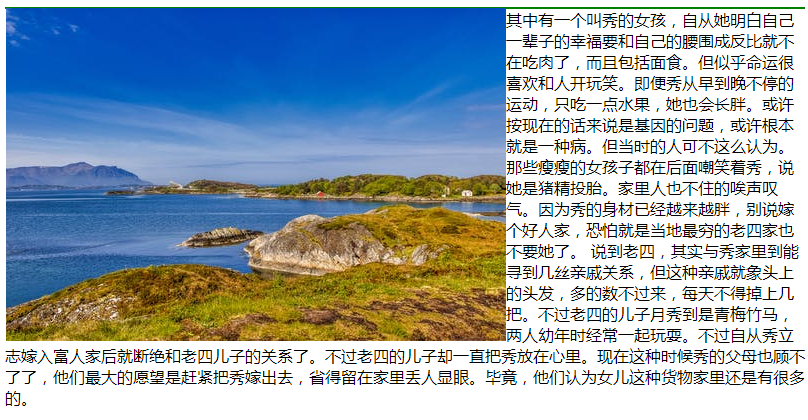 其中有一个叫秀的女孩，自从她明白自己
一辈子的幸福要和自己的腰围成反比就不
在吃肉了，而且包括面食。但似乎命运很
喜欢和人开玩笑。即便秀从早到晚不停的
运动，只吃一点水果，她也会长胖。或许
按现在的话来说是基因的问题，或许根本
就是一种病。但当时的人可不这么认为。
那些瘦瘦的女孩子都在后面嘲笑着秀，说
她是猪精投胎。家里人也不住的唉声叹
气。因为秀的身材已经越来越胖，别说嫁
个好人家，恐怕就是当地最穷的老四家也
不要她了。 说到老四，其实与秀家里到能
寻到几丝亲戚关系，但这种亲戚就象头上
的头发，多的数不过来，每天不得掉上几
把。不过老四的儿子月秀到是青梅竹马，
两人幼年时经常一起玩耍。不过自从秀立
志嫁入富人家后就断绝和老四儿子的关系了。不过老四的儿子却一直把秀放在心里。现在这种时候秀的父母也顾不
了了，他们最大的愿望是赶紧把秀嫁出去，省得留在家里丢人显眼。毕竟，他们认为女儿这种货物家里还是有很多
的。